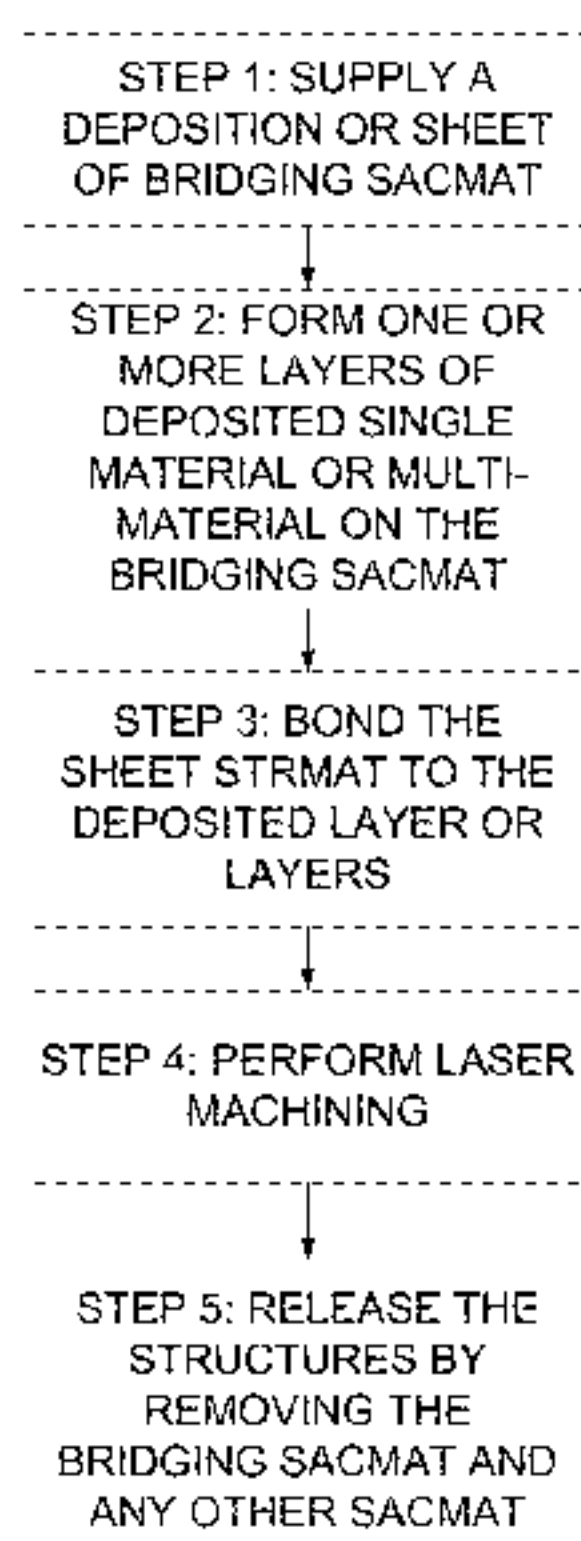 STEP 1: SUPPLY A
DEPOSITION OR SHEET
OF BRIDGING SACMAT
STEP 2: FORM ONE OR
MORE LAYERS OF
DEPOSITED SINGLE
MATERIAL OR MULTI-
MATERIAL ON THE
BRIDGING SACMAT
STEP 3: BOND THE
SHEET STRMAT TO THE
DEPOSITED LAYER OR
LAYERS
STEP 4: PERFORM LASER
MACHINING
STEP 5: RELEASE THE
STRUCTURES BY
REMOVING THE
BRIDGING SACMAT AND
ANY OTHER SACMAT